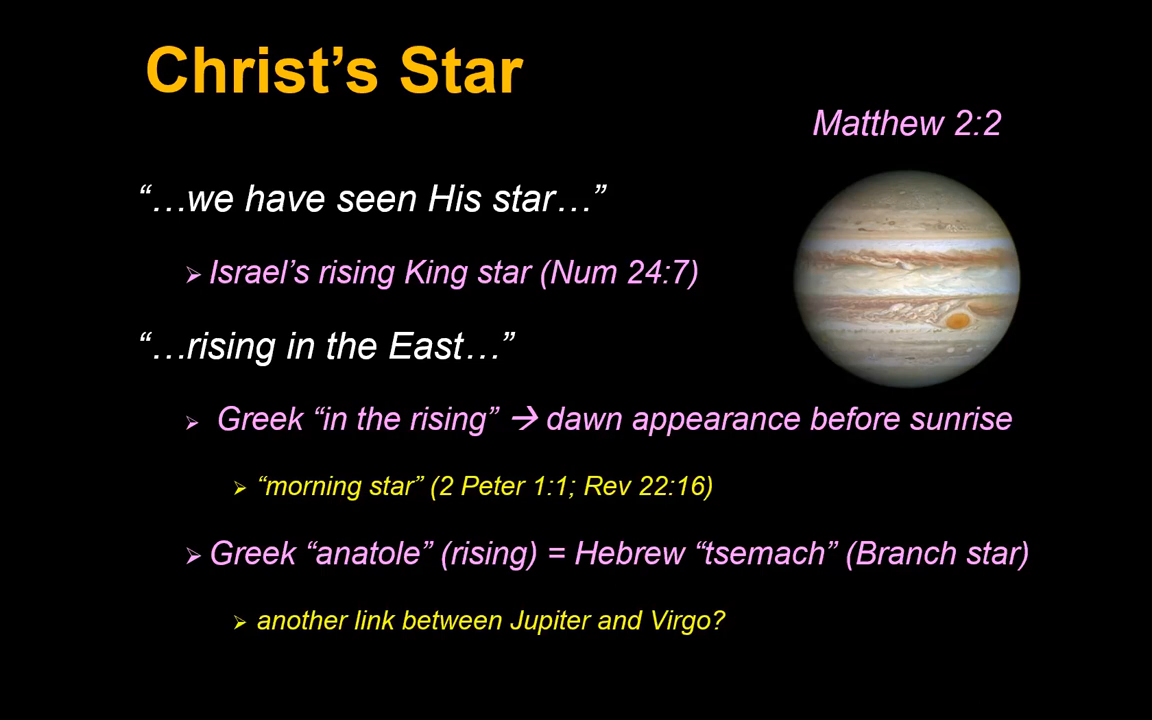 Christ’s Star
Matthew 2:2
“…we have seen His star…”
➢ Israel’s rising King star (Num 24:7)
“…rising in the East…”
➢ Greek “in the rising” → dawn appearance before sunrise
➢ “morning star” (2 Peter 1:1; Rev 22:16)
➢ Greek “anatole” (rising) = Hebrew “tsemach” (Branch star)
➢ another link between Jupiter and Virgo?